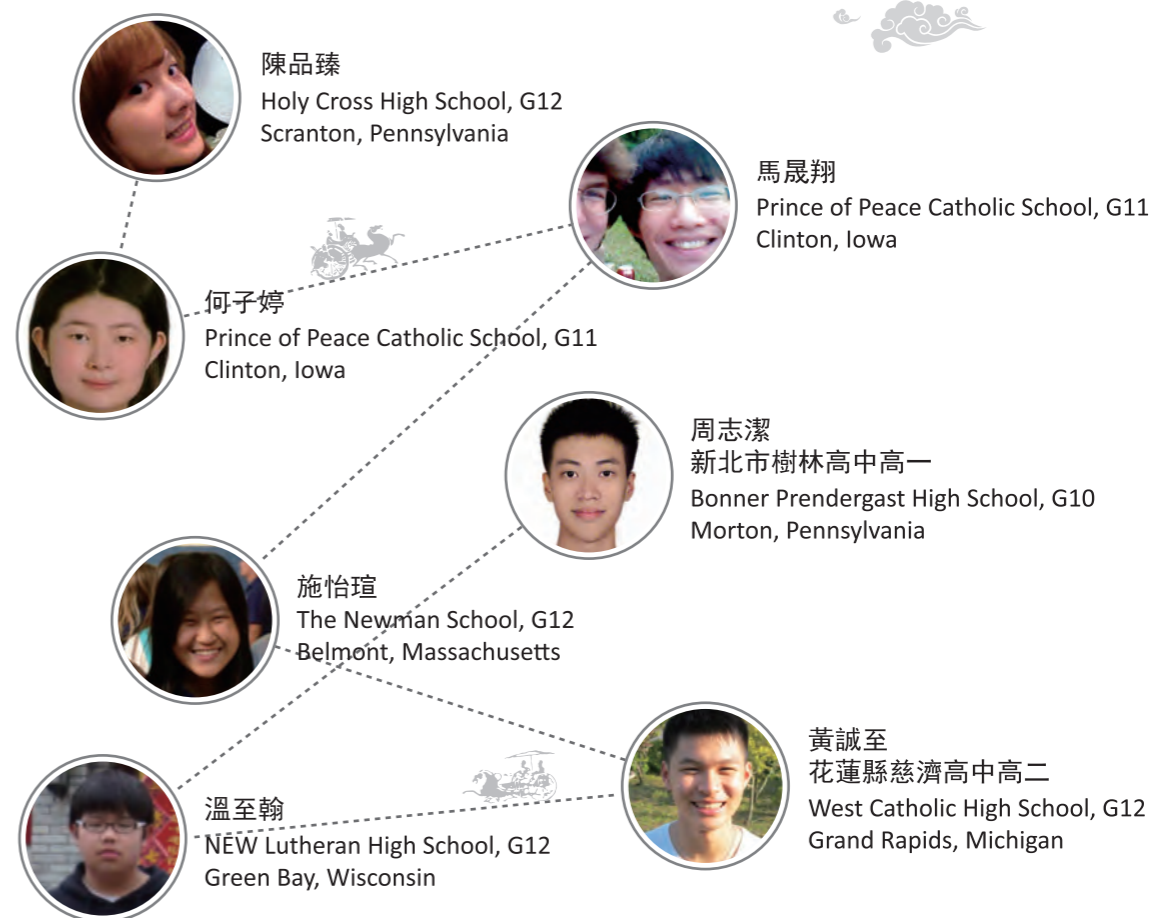 陳品臻
Holy Cross High School, G12
Scranton, Pennsylvania
馬晟翔
Prince of Peace Catholic School, G11
Clinton, Iowa
何子婷
Prince of Peace Catholic School, G11
Clinton, Iowa
周志潔
新北市樹林高中高一
Bonner Prendergast High School, G10
Morton, Pennsylvania
施怡瑄
The Newman School, G12
Belmont, Massachusetts
黃誠至
花蓮縣慈濟高中高二
West Catholic High School, G12
Grand Rapids, Michigan
溫至翰
NEW Lutheran High School, G12
Green Bay, Wisconsin